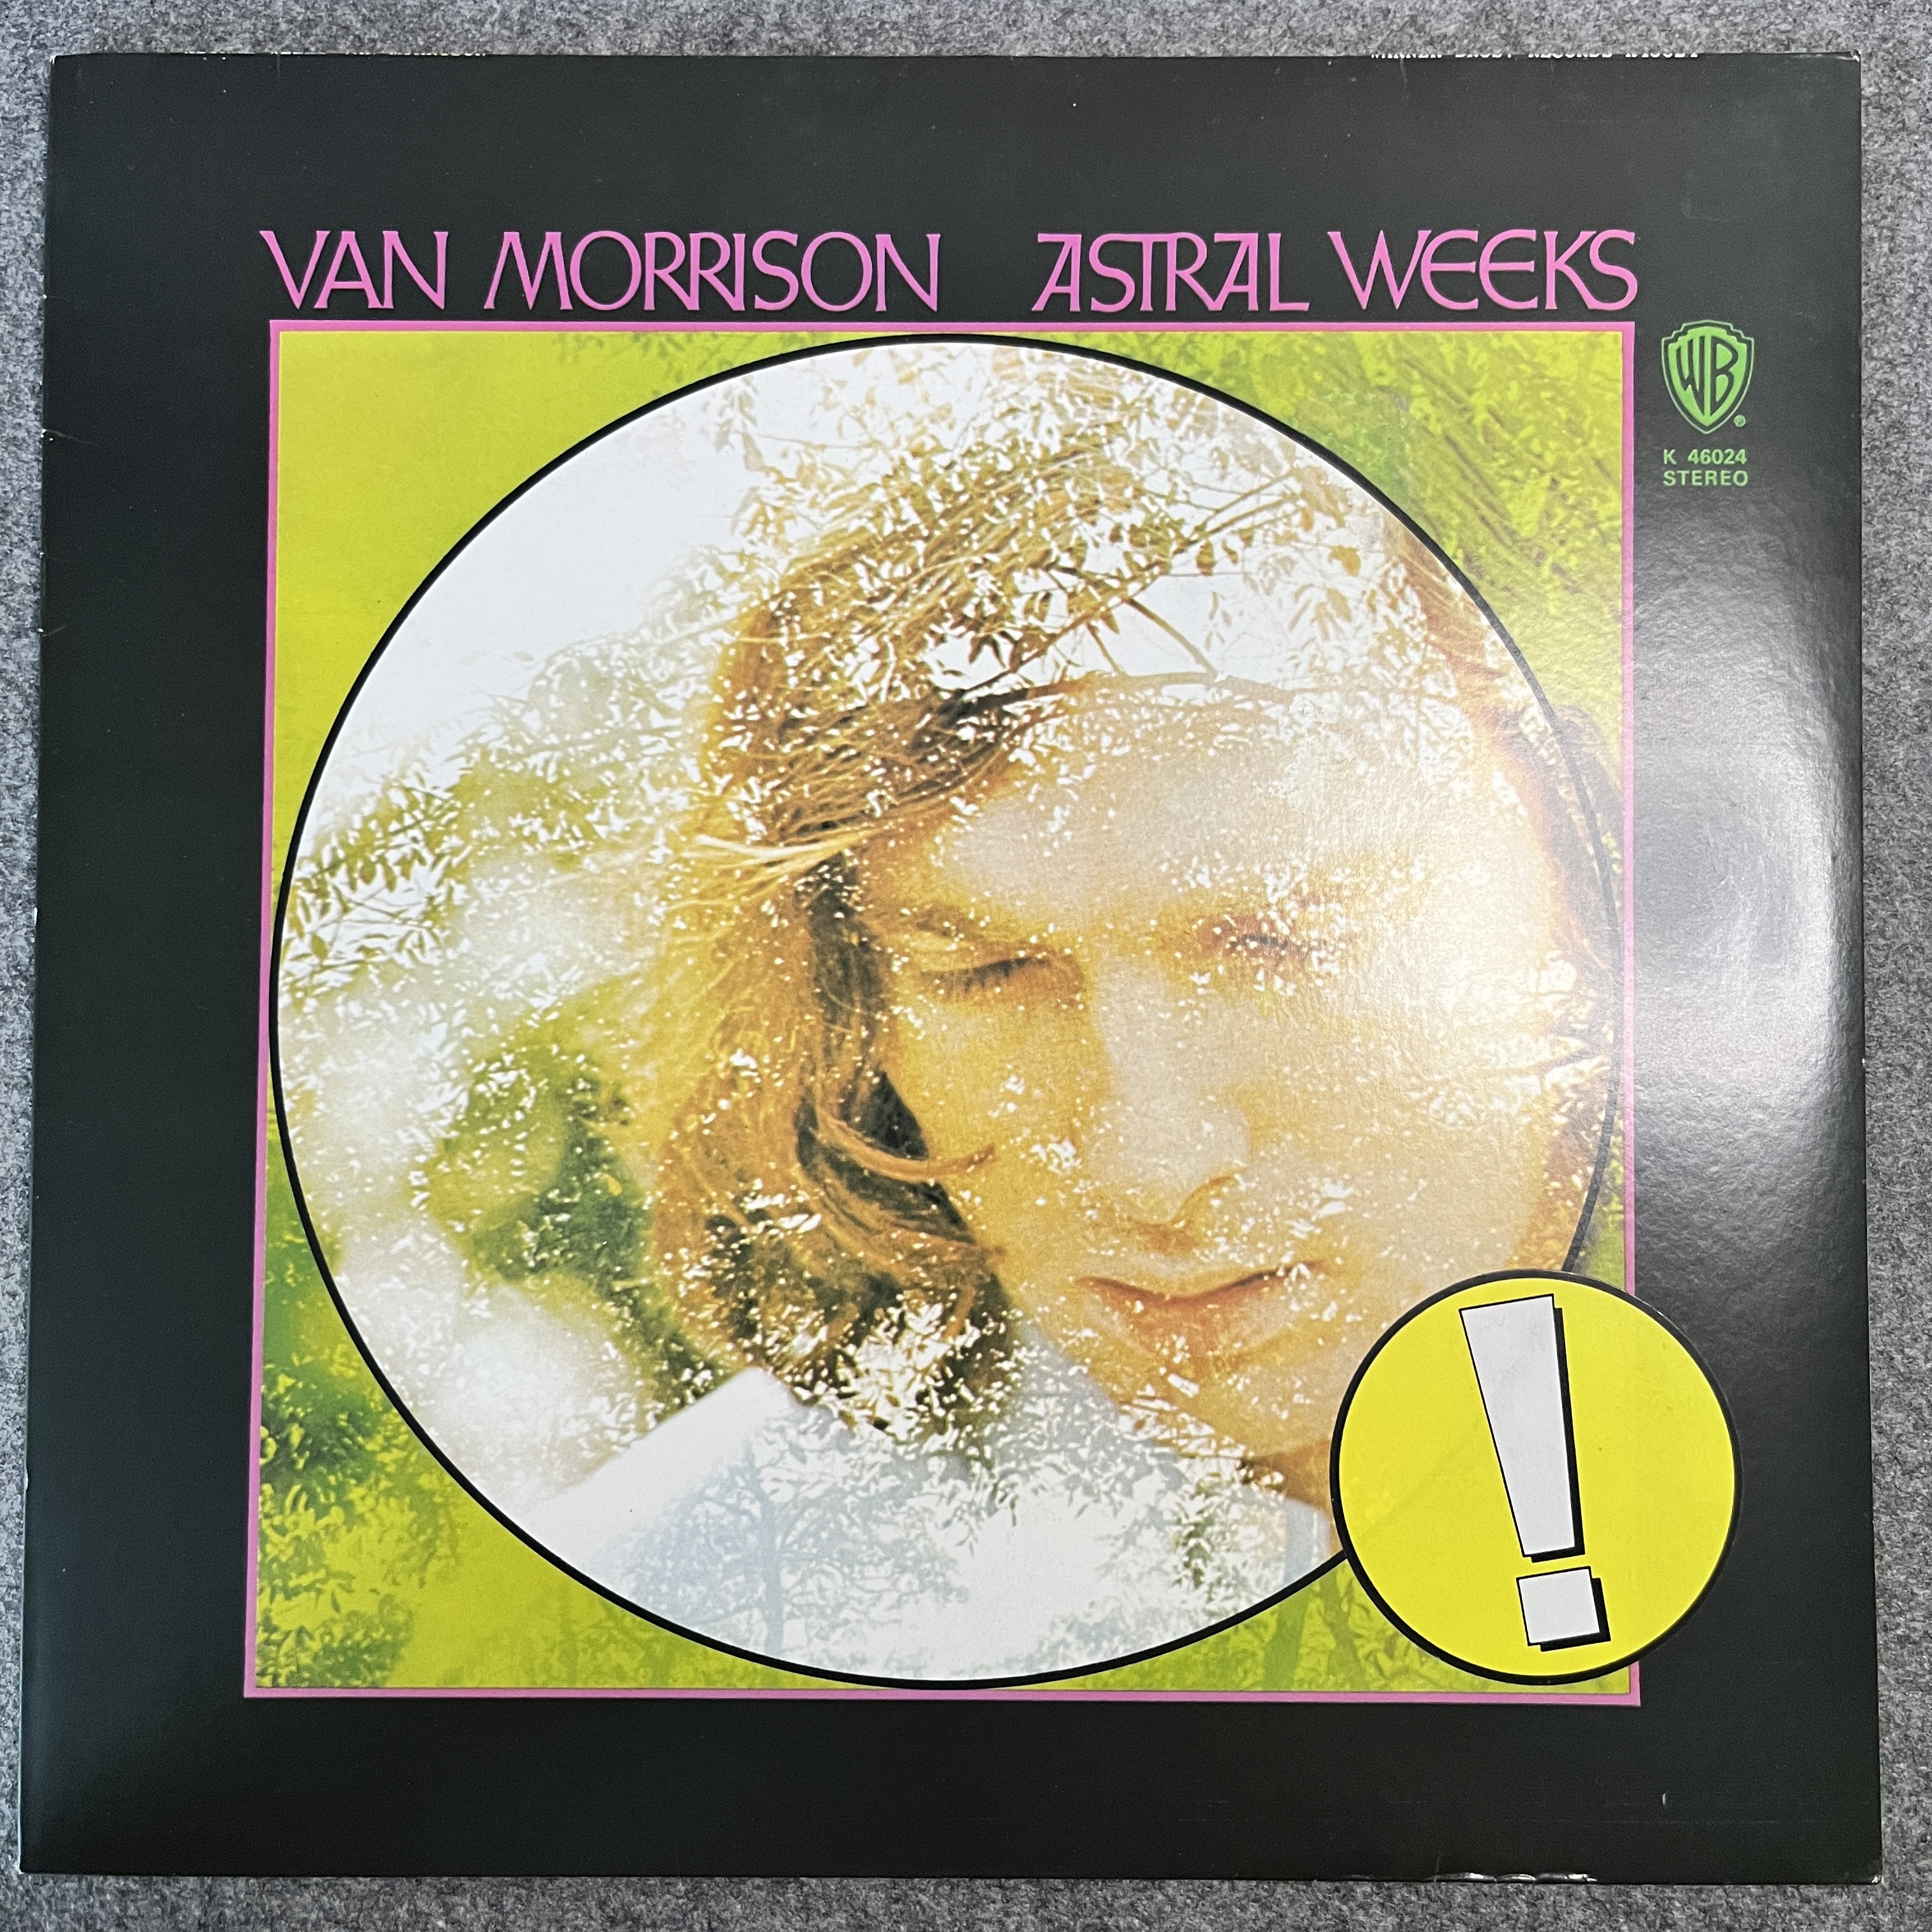 VAN MORRISON ASTRAL WEEKS
WB
®
K 46024
STEREO
!